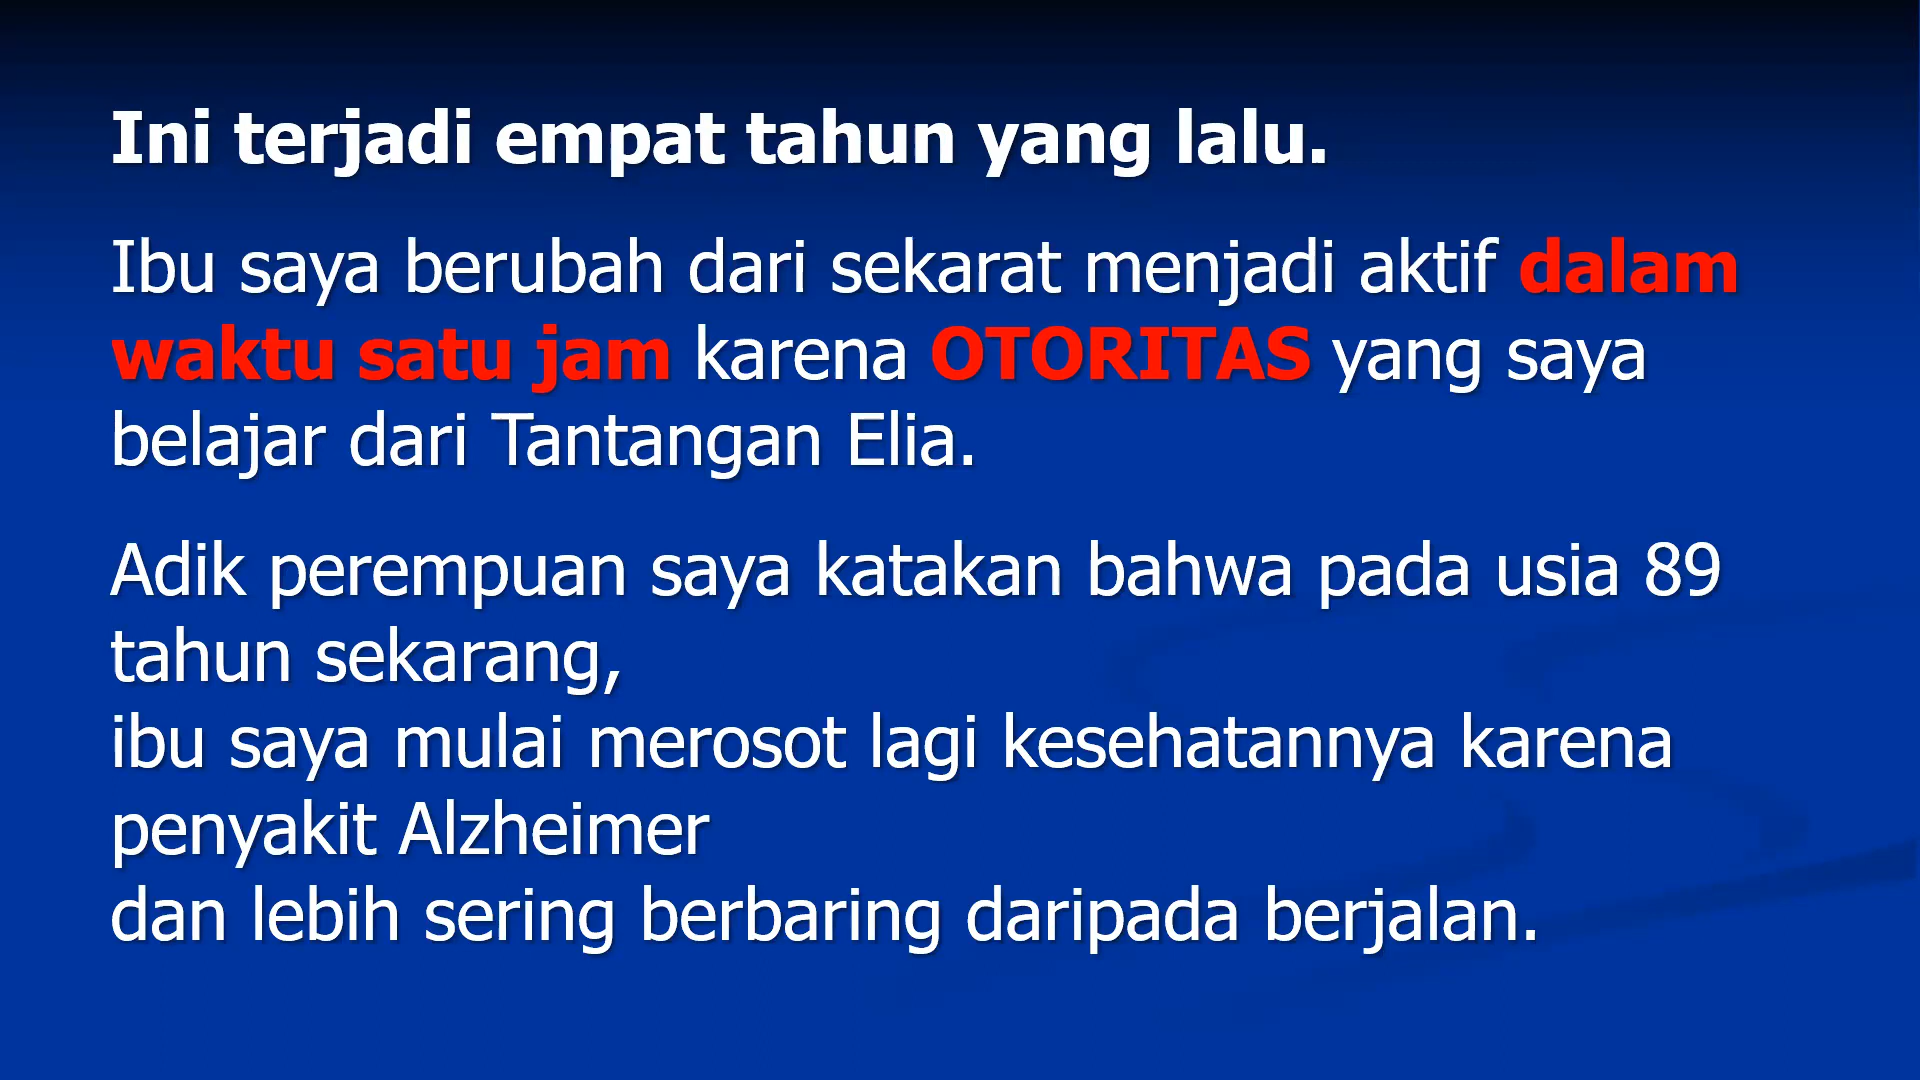 Ini terjadi empat tahun yang lalu.
Ibu saya berubah dari sekarat menjadi aktif dalam
waktu satu jam karena OTORITAS yang saya
belajar dari Tantangan Elia.
Adik perempuan saya katakan bahwa pada usia 89
tahun sekarang,
ibu saya mulai merosot lagi kesehatannya karena
penyakit Alzheimer
dan lebih sering berbaring daripada berjalan.